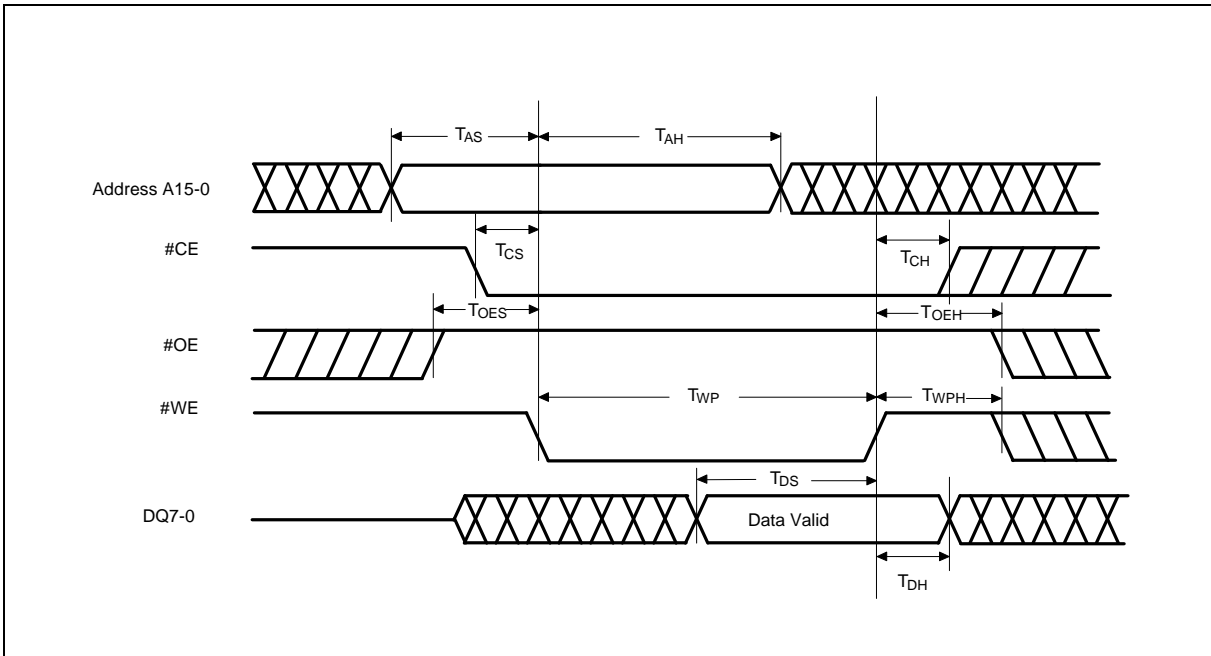 TAS
TAH
Address A15-0
#CE
TCS
TCH
TOES
TOEH
#OE
#WE
TWP
TWPH
TDS
DQ7-0
Data Valid
TDH